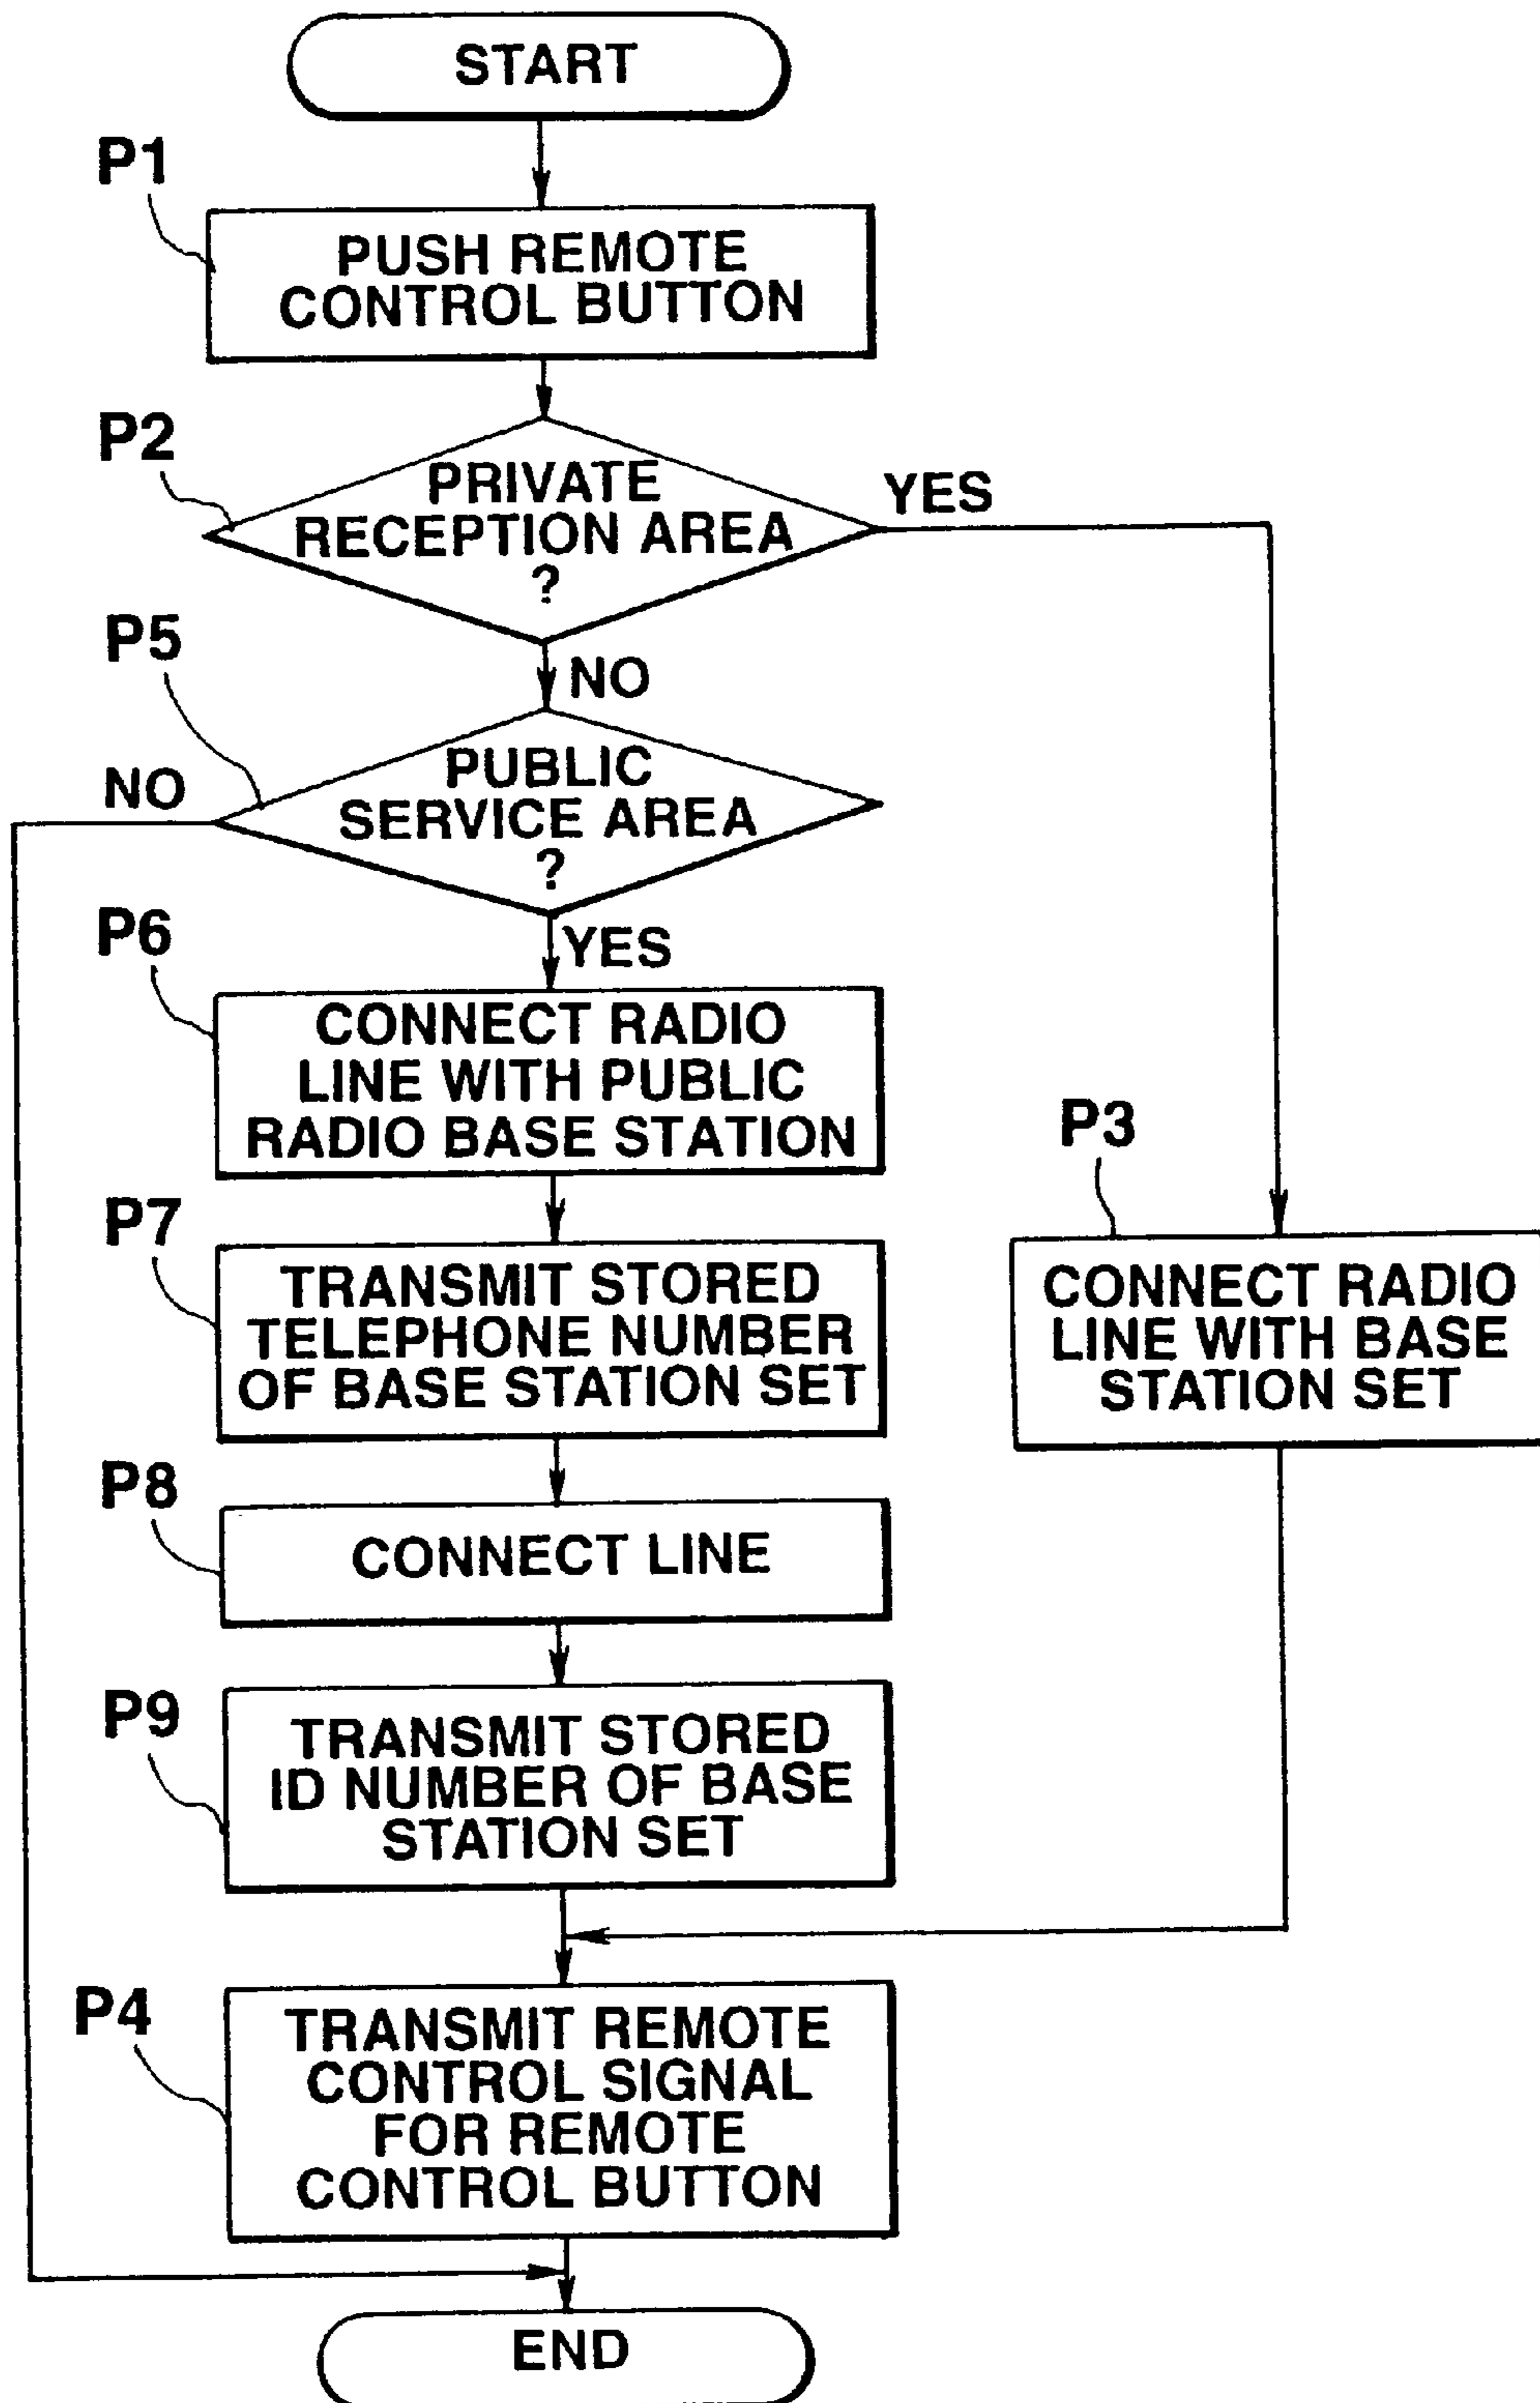 START
P1
PUSH REMOTE
CONTROL BUTTON
P2
PRIVATE
RECEPTION AREA
?
YES
NO
P5
PUBLIC
SERVICE AREA
?
NO
YES
P6
CONNECT RADIO
LINE WITH PUBLIC
RADIO BASE STATION
P3
CONNECT RADIO
LINE WITH BASE
STATION SET
P7
TRANSMIT STORED
TELEPHONE NUMBER
OF BASE STATION SET
P8
CONNECT LINE
P9
TRANSMIT STORED
ID NUMBER OF BASE
STATION SET
P4
TRANSMIT REMOTE
CONTROL SIGNAL
FOR REMOTE
CONTROL BUTTON
END